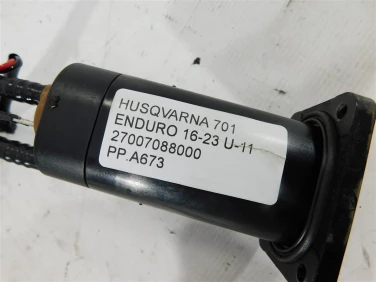 HUSQVARNA 701
ENDURO 16-23 U-11
27007088000
PP.A673